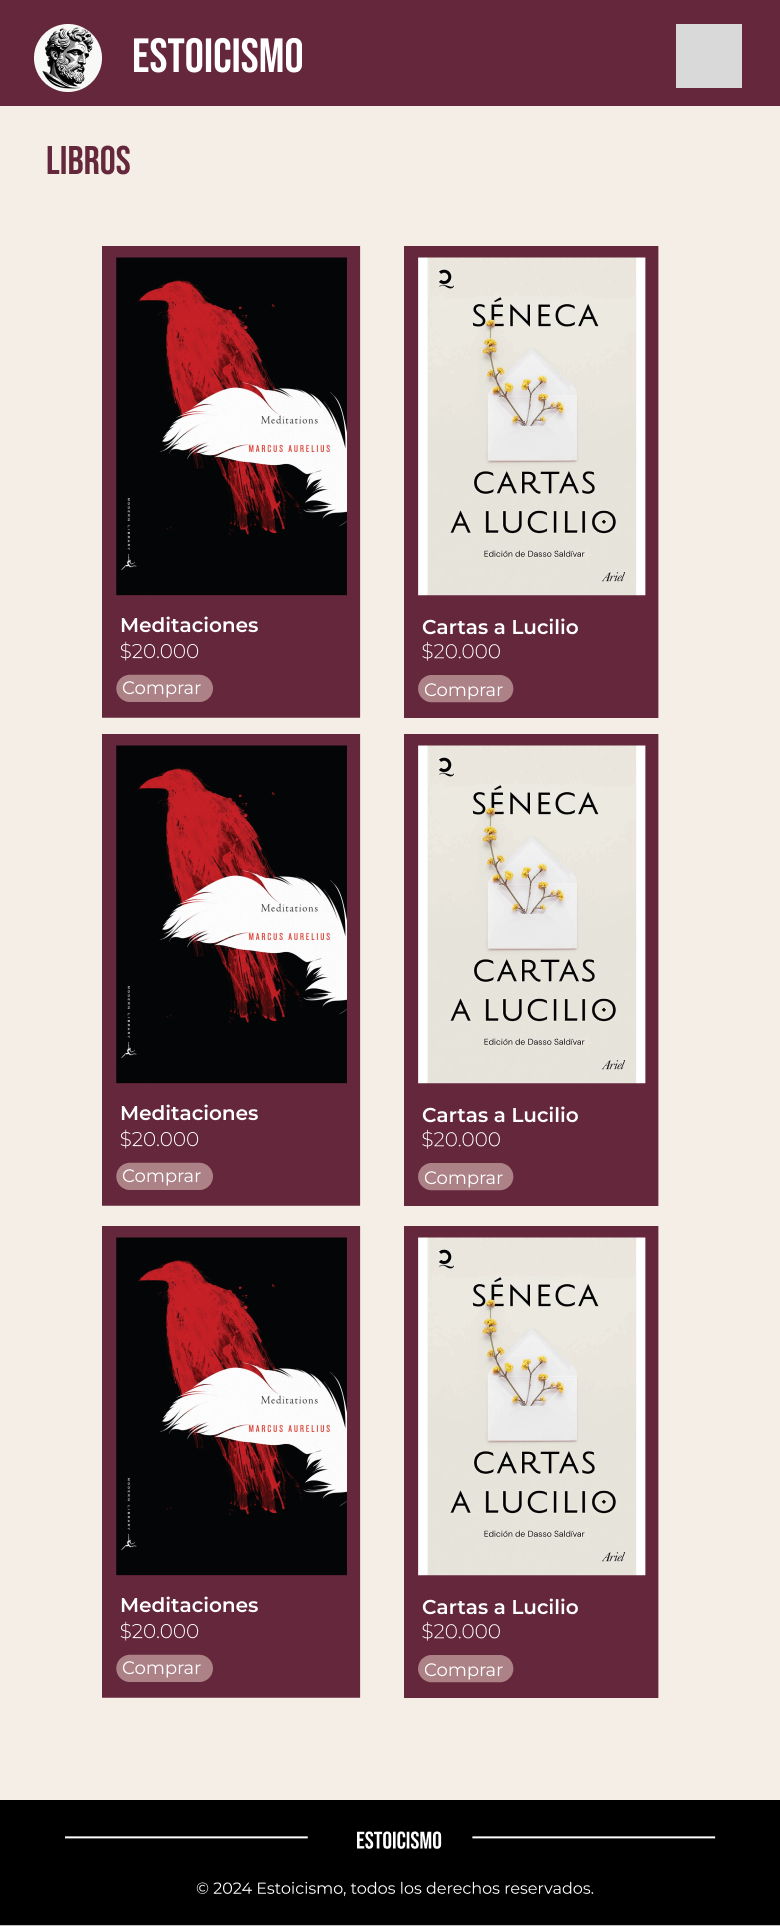 ESTOICISMO
LIBROS
Meditations
MARCUS AURELIUS
MODERN LIBRARY
Meditaciones
$20.000
Comprar
SÉNECA
CARTAS
A LUCILIO
Edición de Dasso Saldívar
Ariel
Cartas a Lucilio
$20.000
Comprar
Meditations
MARCUS AURELIUS
MODERN LIBRARY
Meditaciones
$20.000
Comprar
SÉNECA
CARTAS
A LUCILIO
Edición de Dasso Saldívar
Ariel
Cartas a Lucilio
$20.000
Comprar
Meditations
MARCUS AURELIUS
MODERN LIBRARY
Meditaciones
$20.000
Comprar
SÉNECA
CARTAS
A LUCILIO
Edición de Dasso Saldívar
Ariel
Cartas a Lucilio
$20.000
Comprar
ESTOICISMO
© 2024 Estoicismo, todos los derechos reservados.